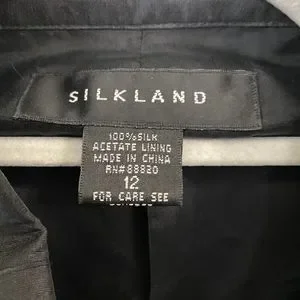 SILKLAND
100%SILK
ACETATE LINING
MADE IN CHINA
RN#88820
12
FOR CARE SEE